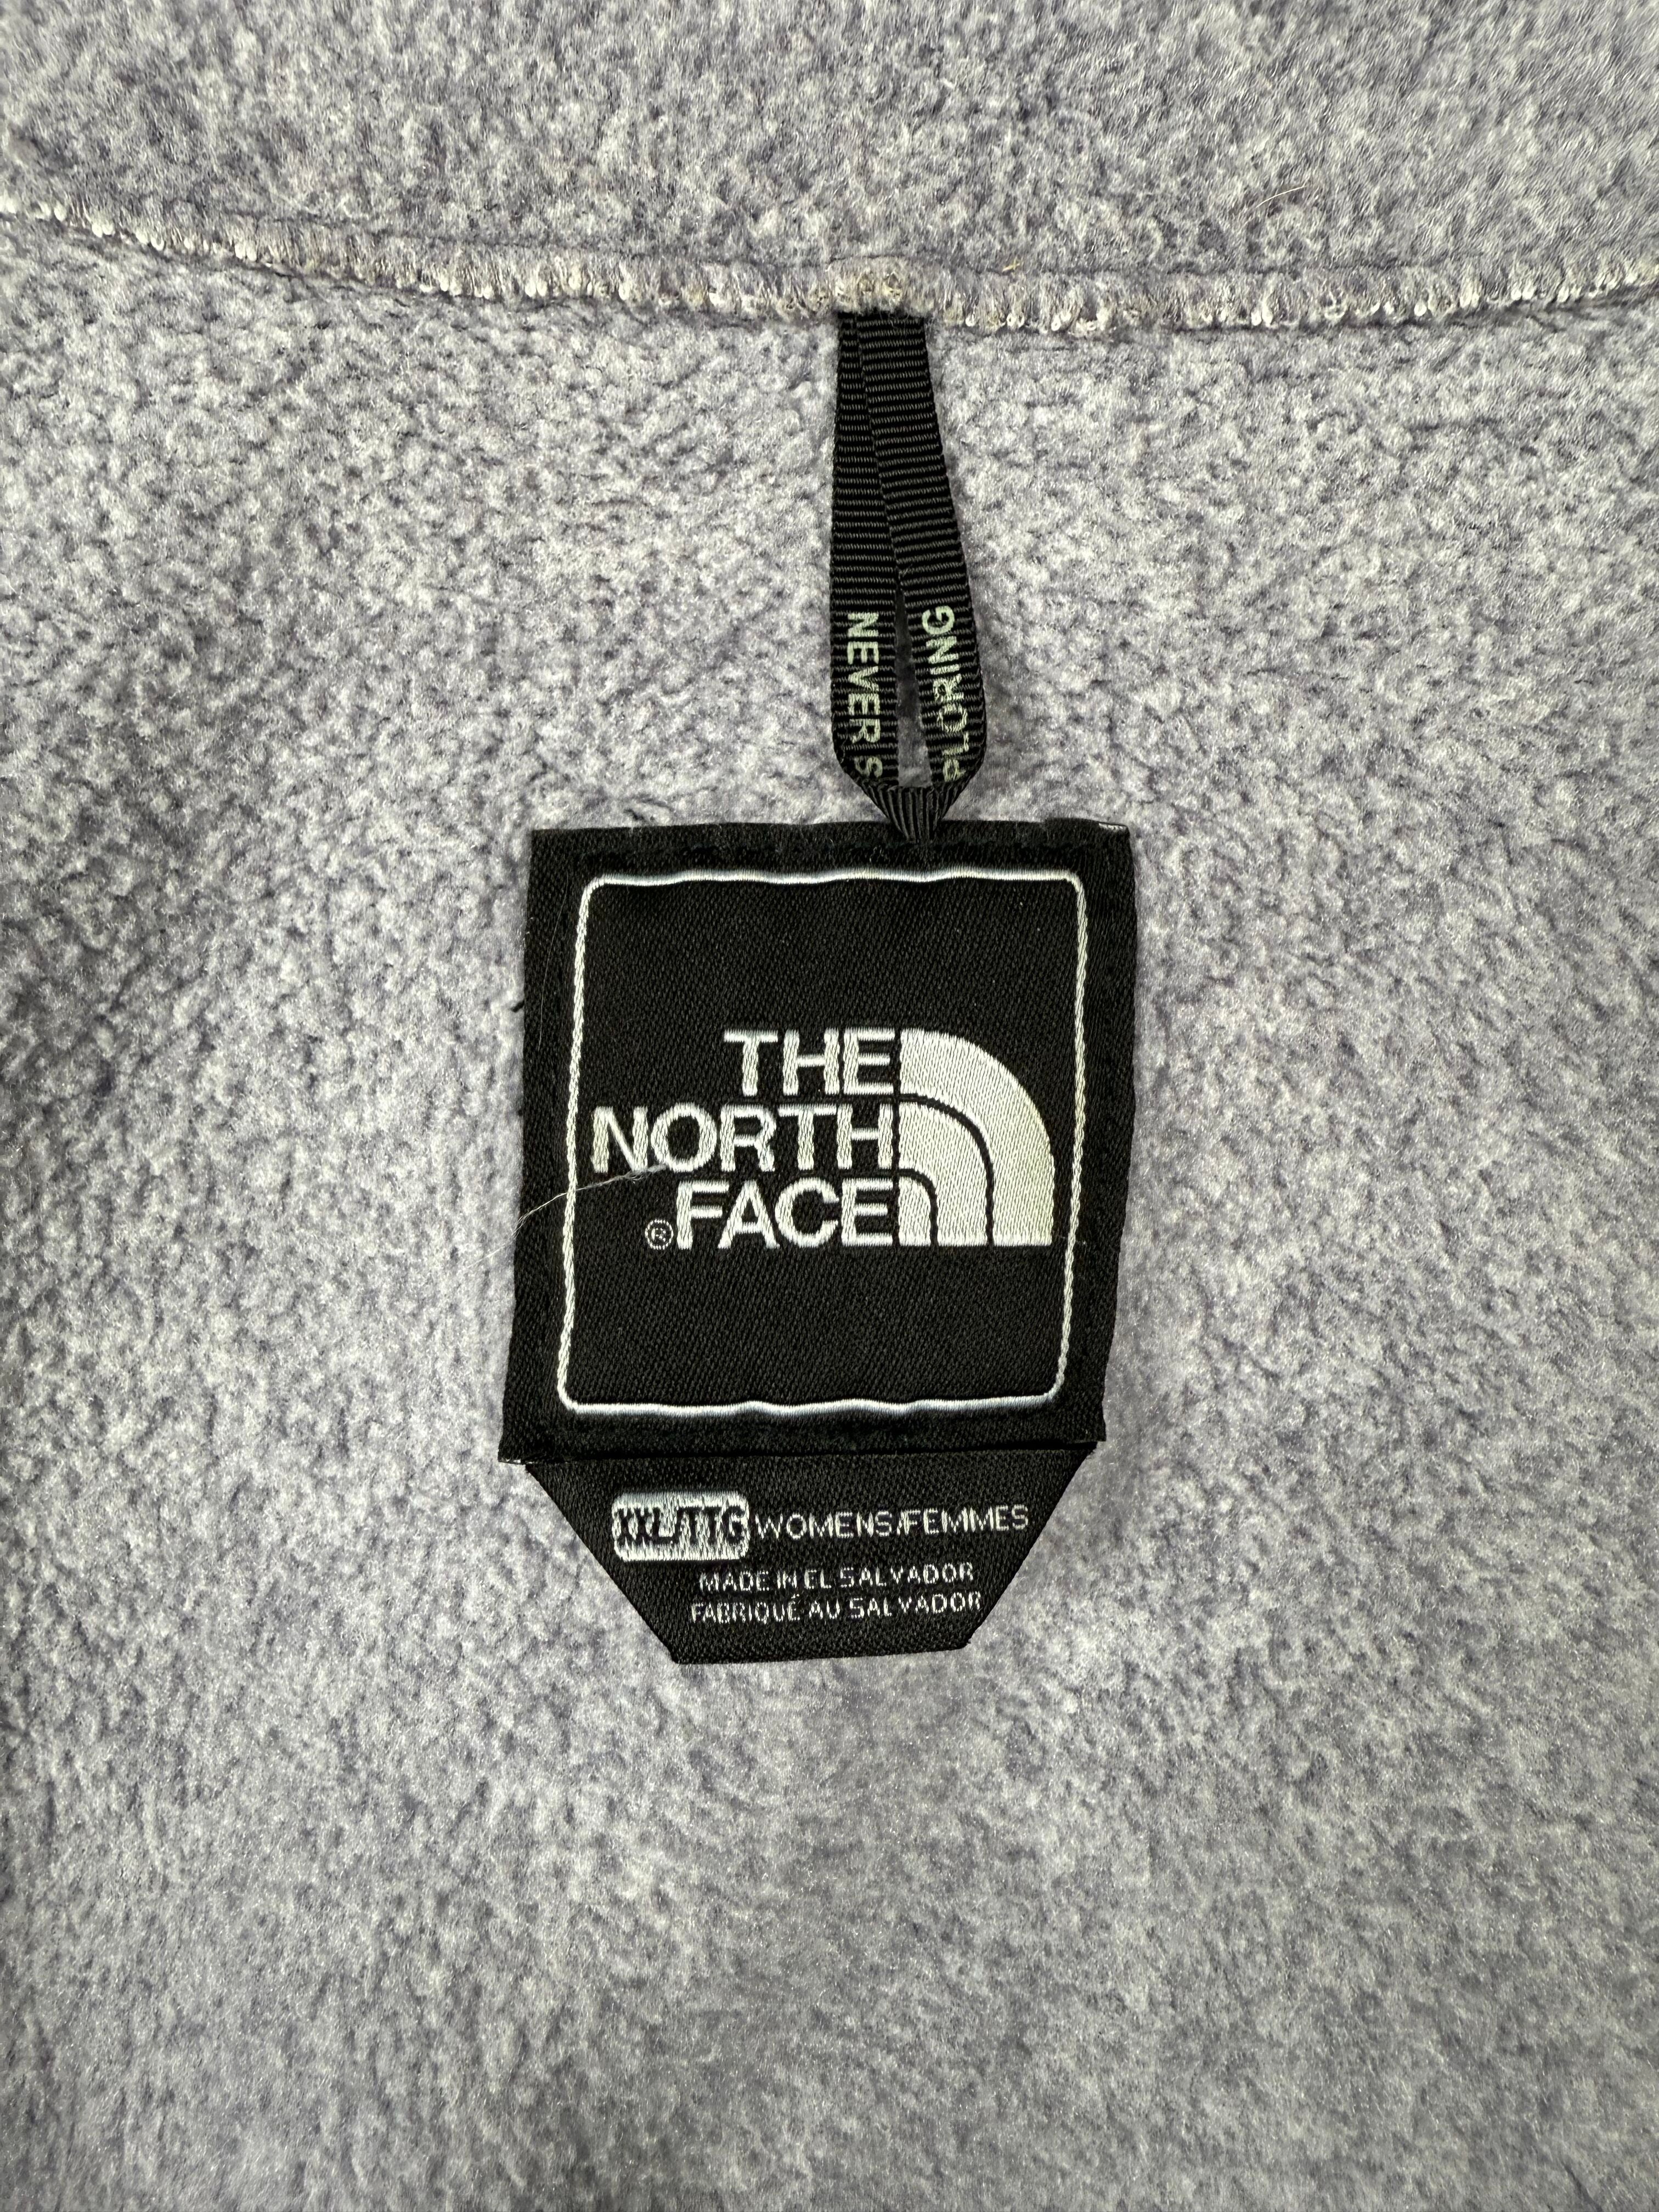 NEVER S
PLORING
THE
NORTH
®FACE
XXL/TTG WOMENS/FEMMES
MADE IN EL SALVADOR
FABRIQUÉ AU SALVADOR